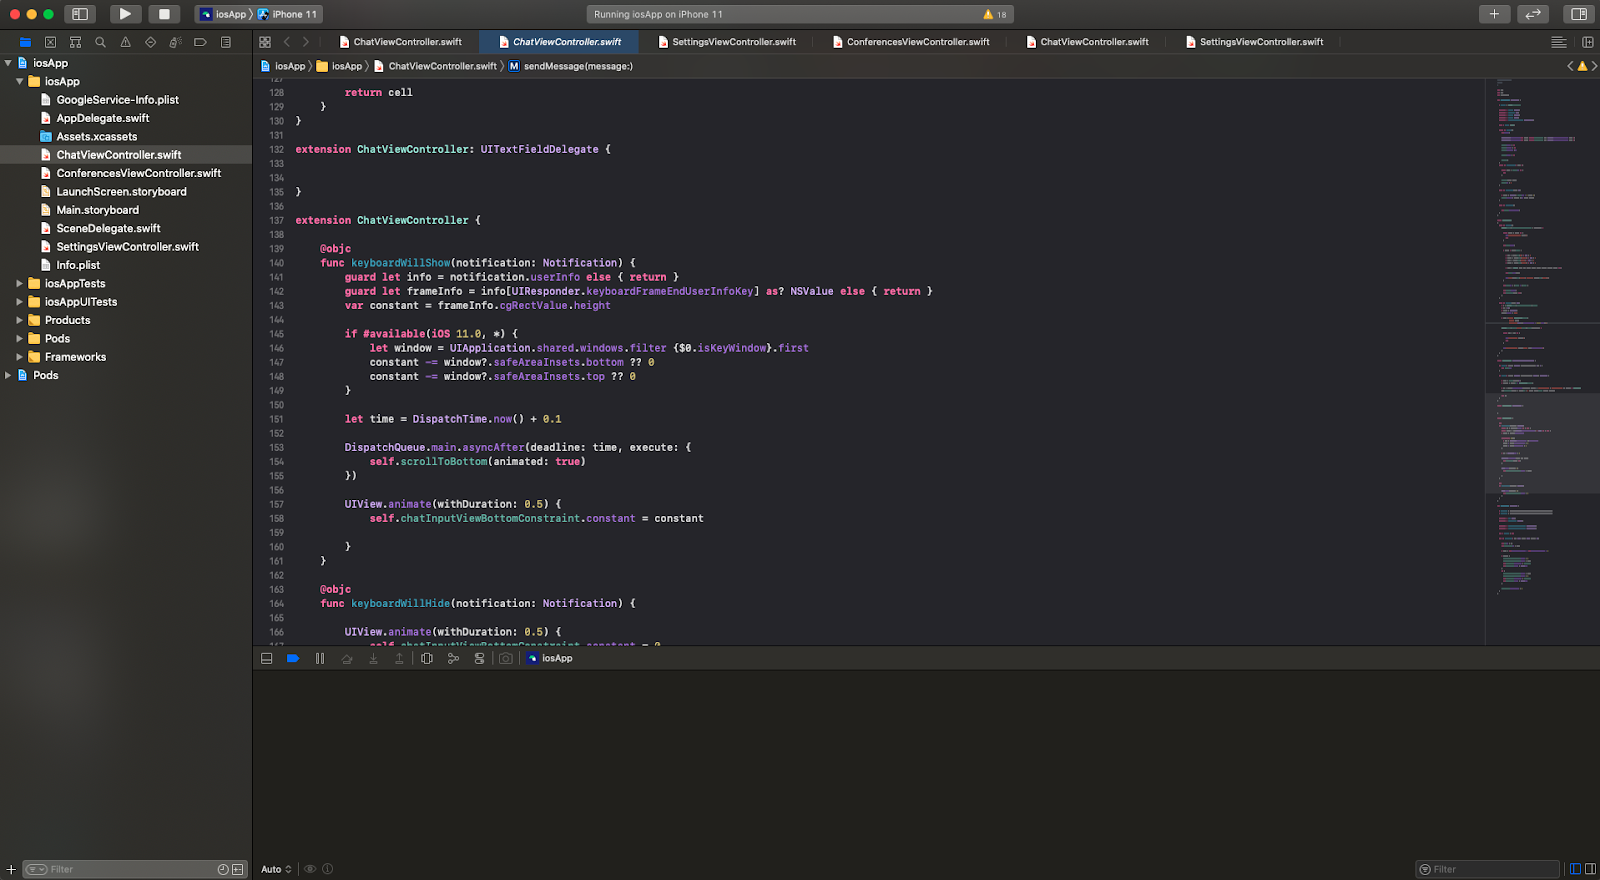 iosApp 〉 iPhone 11
Running iosApp on iPhone 11
18
ChatViewController.swift
ChatViewController.swift
SettingsViewController.swift
ConferencesViewController.swift
ChatViewController.swift
SettingsViewController.swift
iosApp 〉 iosApp 〉 ChatViewController.swift 〉 M sendMessage(message:)
iosApp
iosApp
GoogleService-Info.plist
AppDelegate.swift
Assets.xcassets
ChatViewController.swift
ConferencesViewController.swift
LaunchScreen.storyboard
Main.storyboard
SceneDelegate.swift
SettingsViewController.swift
Info.plist
iosAppTests
iosAppUITests
Products
Pods
Frameworks
Pods
Filter
127
128 return cell
129 }
130 }
131
132 extension ChatViewController: UITextFieldDelegate {
133
134
135 }
136
137 extension ChatViewController {
138
139 @objc
140 func keyboardWillShow(notification: Notification) {
141 guard let info = notification.userInfo else { return }
142 guard let frameInfo = info[UIResponder.keyboardFrameEndUserInfoKey] as? NSValue else { return }
143 var constant = frameInfo.cgRectValue.height
144
145 if #available(iOS 11.0, *) {
146 let window = UIApplication.shared.windows.filter {$0.isKeyWindow}.first
147 constant -= window?.safeAreaInsets.bottom ?? 0
148 constant -= window?.safeAreaInsets.top ?? 0
149 }
150
151 let time = DispatchTime.now() + 0.1
152
153 DispatchQueue.main.asyncAfter(deadline: time, execute: {
154 self.scrollToBottom(animated: true)
155 })
156
157 UIView.animate(withDuration: 0.5) {
158 self.chatInputViewBottomConstraint.constant = constant
159
160 }
161 }
162
163 @objc
164 func keyboardWillHide(notification: Notification) {
165
166 UIView.animate(withDuration: 0.5) {
167 self.chatInputViewBottomConstraint.constant = 0
iosApp
Auto
Filter